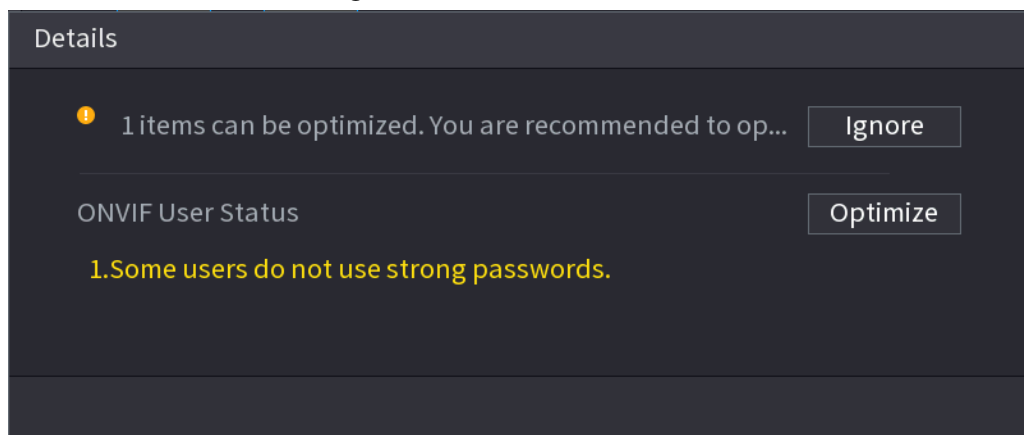 Details
1 items can be optimized. You are recommended to op...
Ignore
ONVIF User Status
Optimize
1.Some users do not use strong passwords.